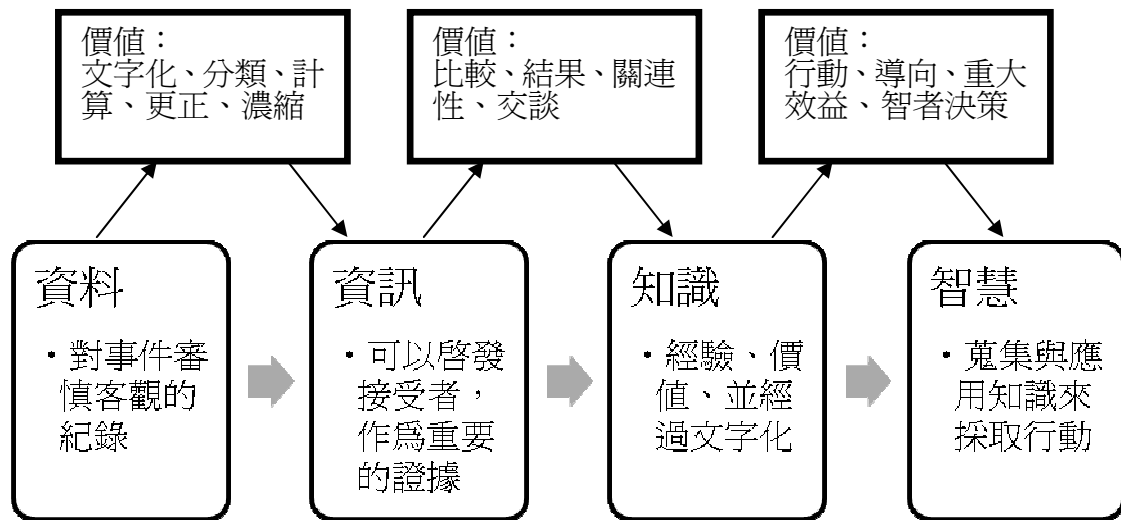 價值：
文字化、分類、計
算、更正、濃縮
價值：
比較、結果、關連
性、交談
價值：
行動、導向、重大
效益、智者決策
資料
•對事件審
慎客觀的
紀錄
資訊
•可以啓發
接受者，
作爲重要
的證據
知識
•經驗、價
值、並經
過文字化
智慧
•蒐集與應
用知識來
採取行動